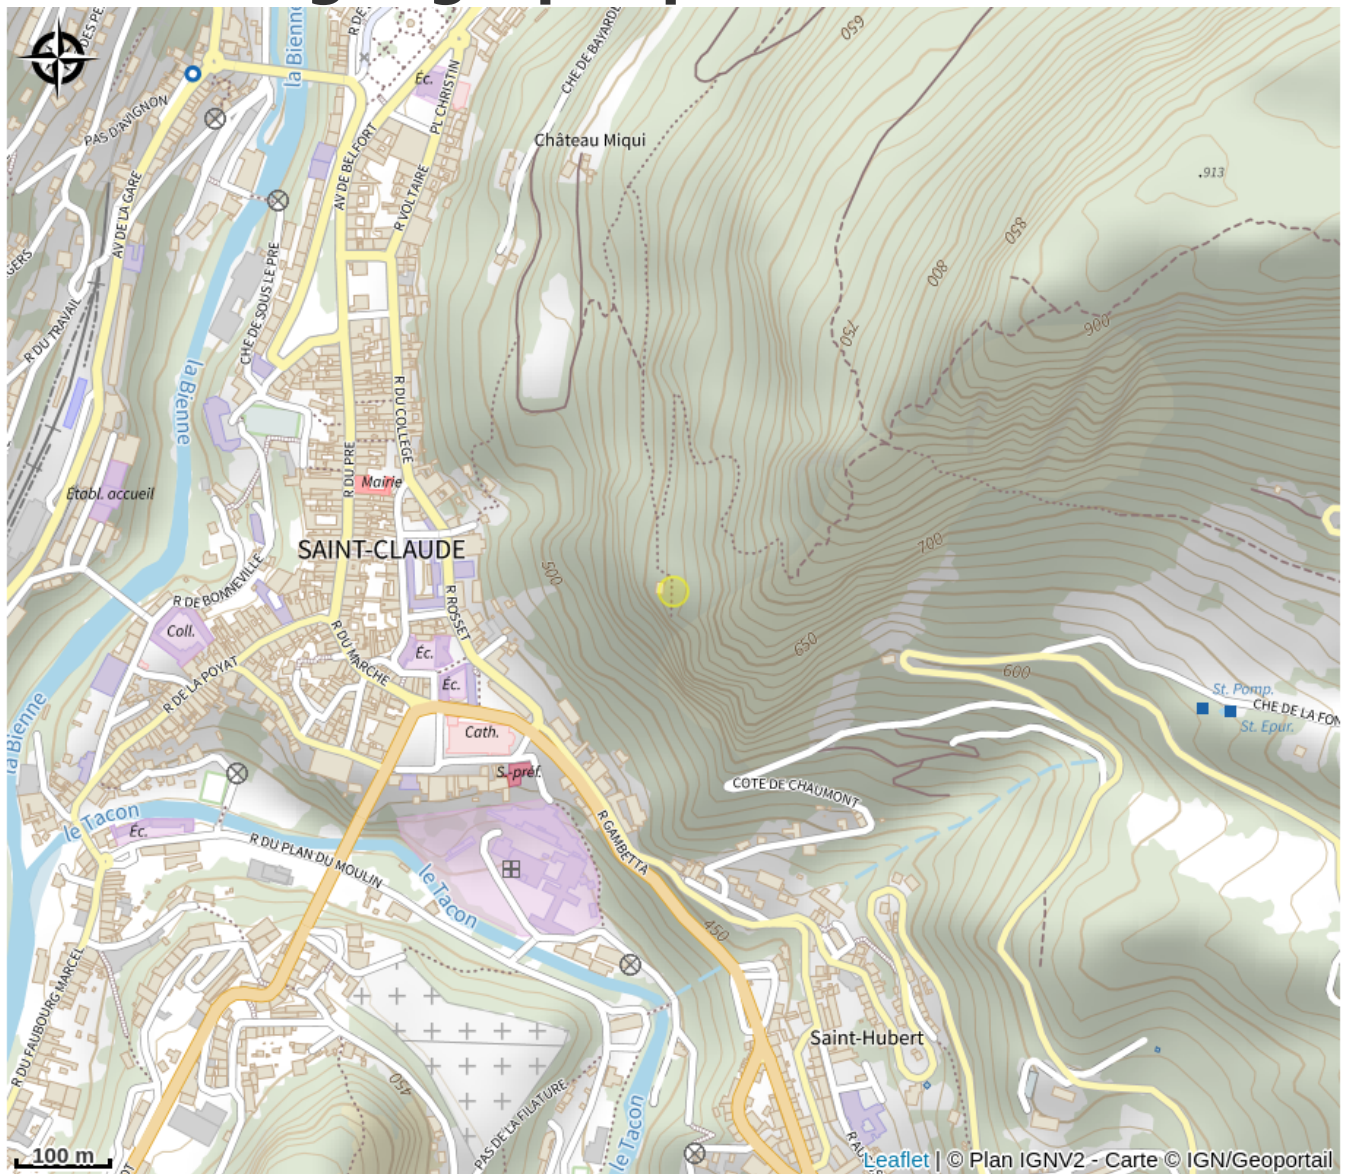 la Bienne
CHE DE BAYARD
650
Éc.
PL CHRISTIN
PAS D'AVIGNON
Château Miqui
AV DE BELFORT
.913
AV DE LA GARE
R VOLTAIRE
850
GERS
800
CHE DE SOUS LE PRE
R DU TRAVAIL
750
900
la Bienne
R DU COLLEGE
R DU PRE
Mairie
Etabl. accueil
SAINT-CLAUDE
700
500
R DE BONNEVILLE
R ROSSET
Coll.
R DU MARCHE
Éc.
650
R DE LA POYAT
600
Éc.
St. Pomp.
CHE DE LA FON
la Bienne
St. Epur.
Cath.
S.-préf.
COTE DE CHAUMONT
le Tacon
Éc.
R GAMBETTA
R DU PLAN DU MOULIN
le Tacon
450
R DU FAUBOURG MARCEL
Saint-Hubert
450
PAS DE LA FILATURE
le Tacon
100 m
Leaflet | © Plan IGNV2 - Carte © IGN/Geoportail